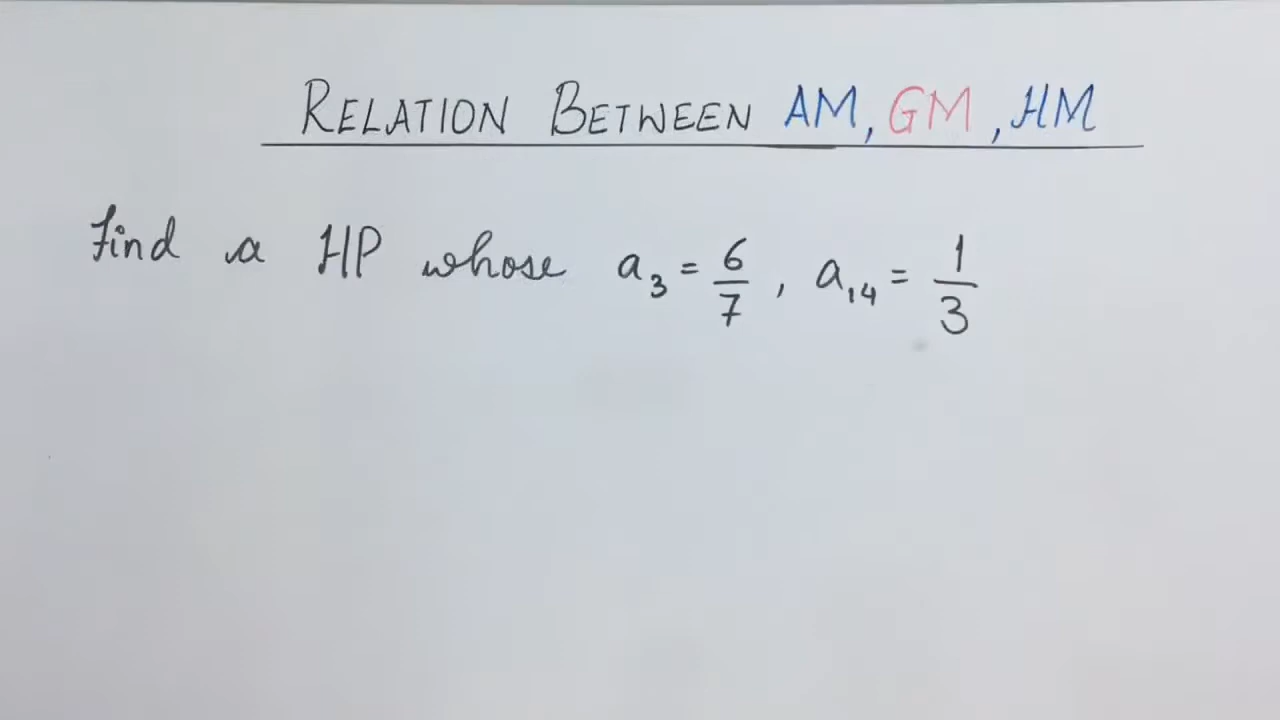 RELATION BETWEEN AM, GM, HM
Find a HP whose a₃ = 6/7, a₁₄ = 1/3